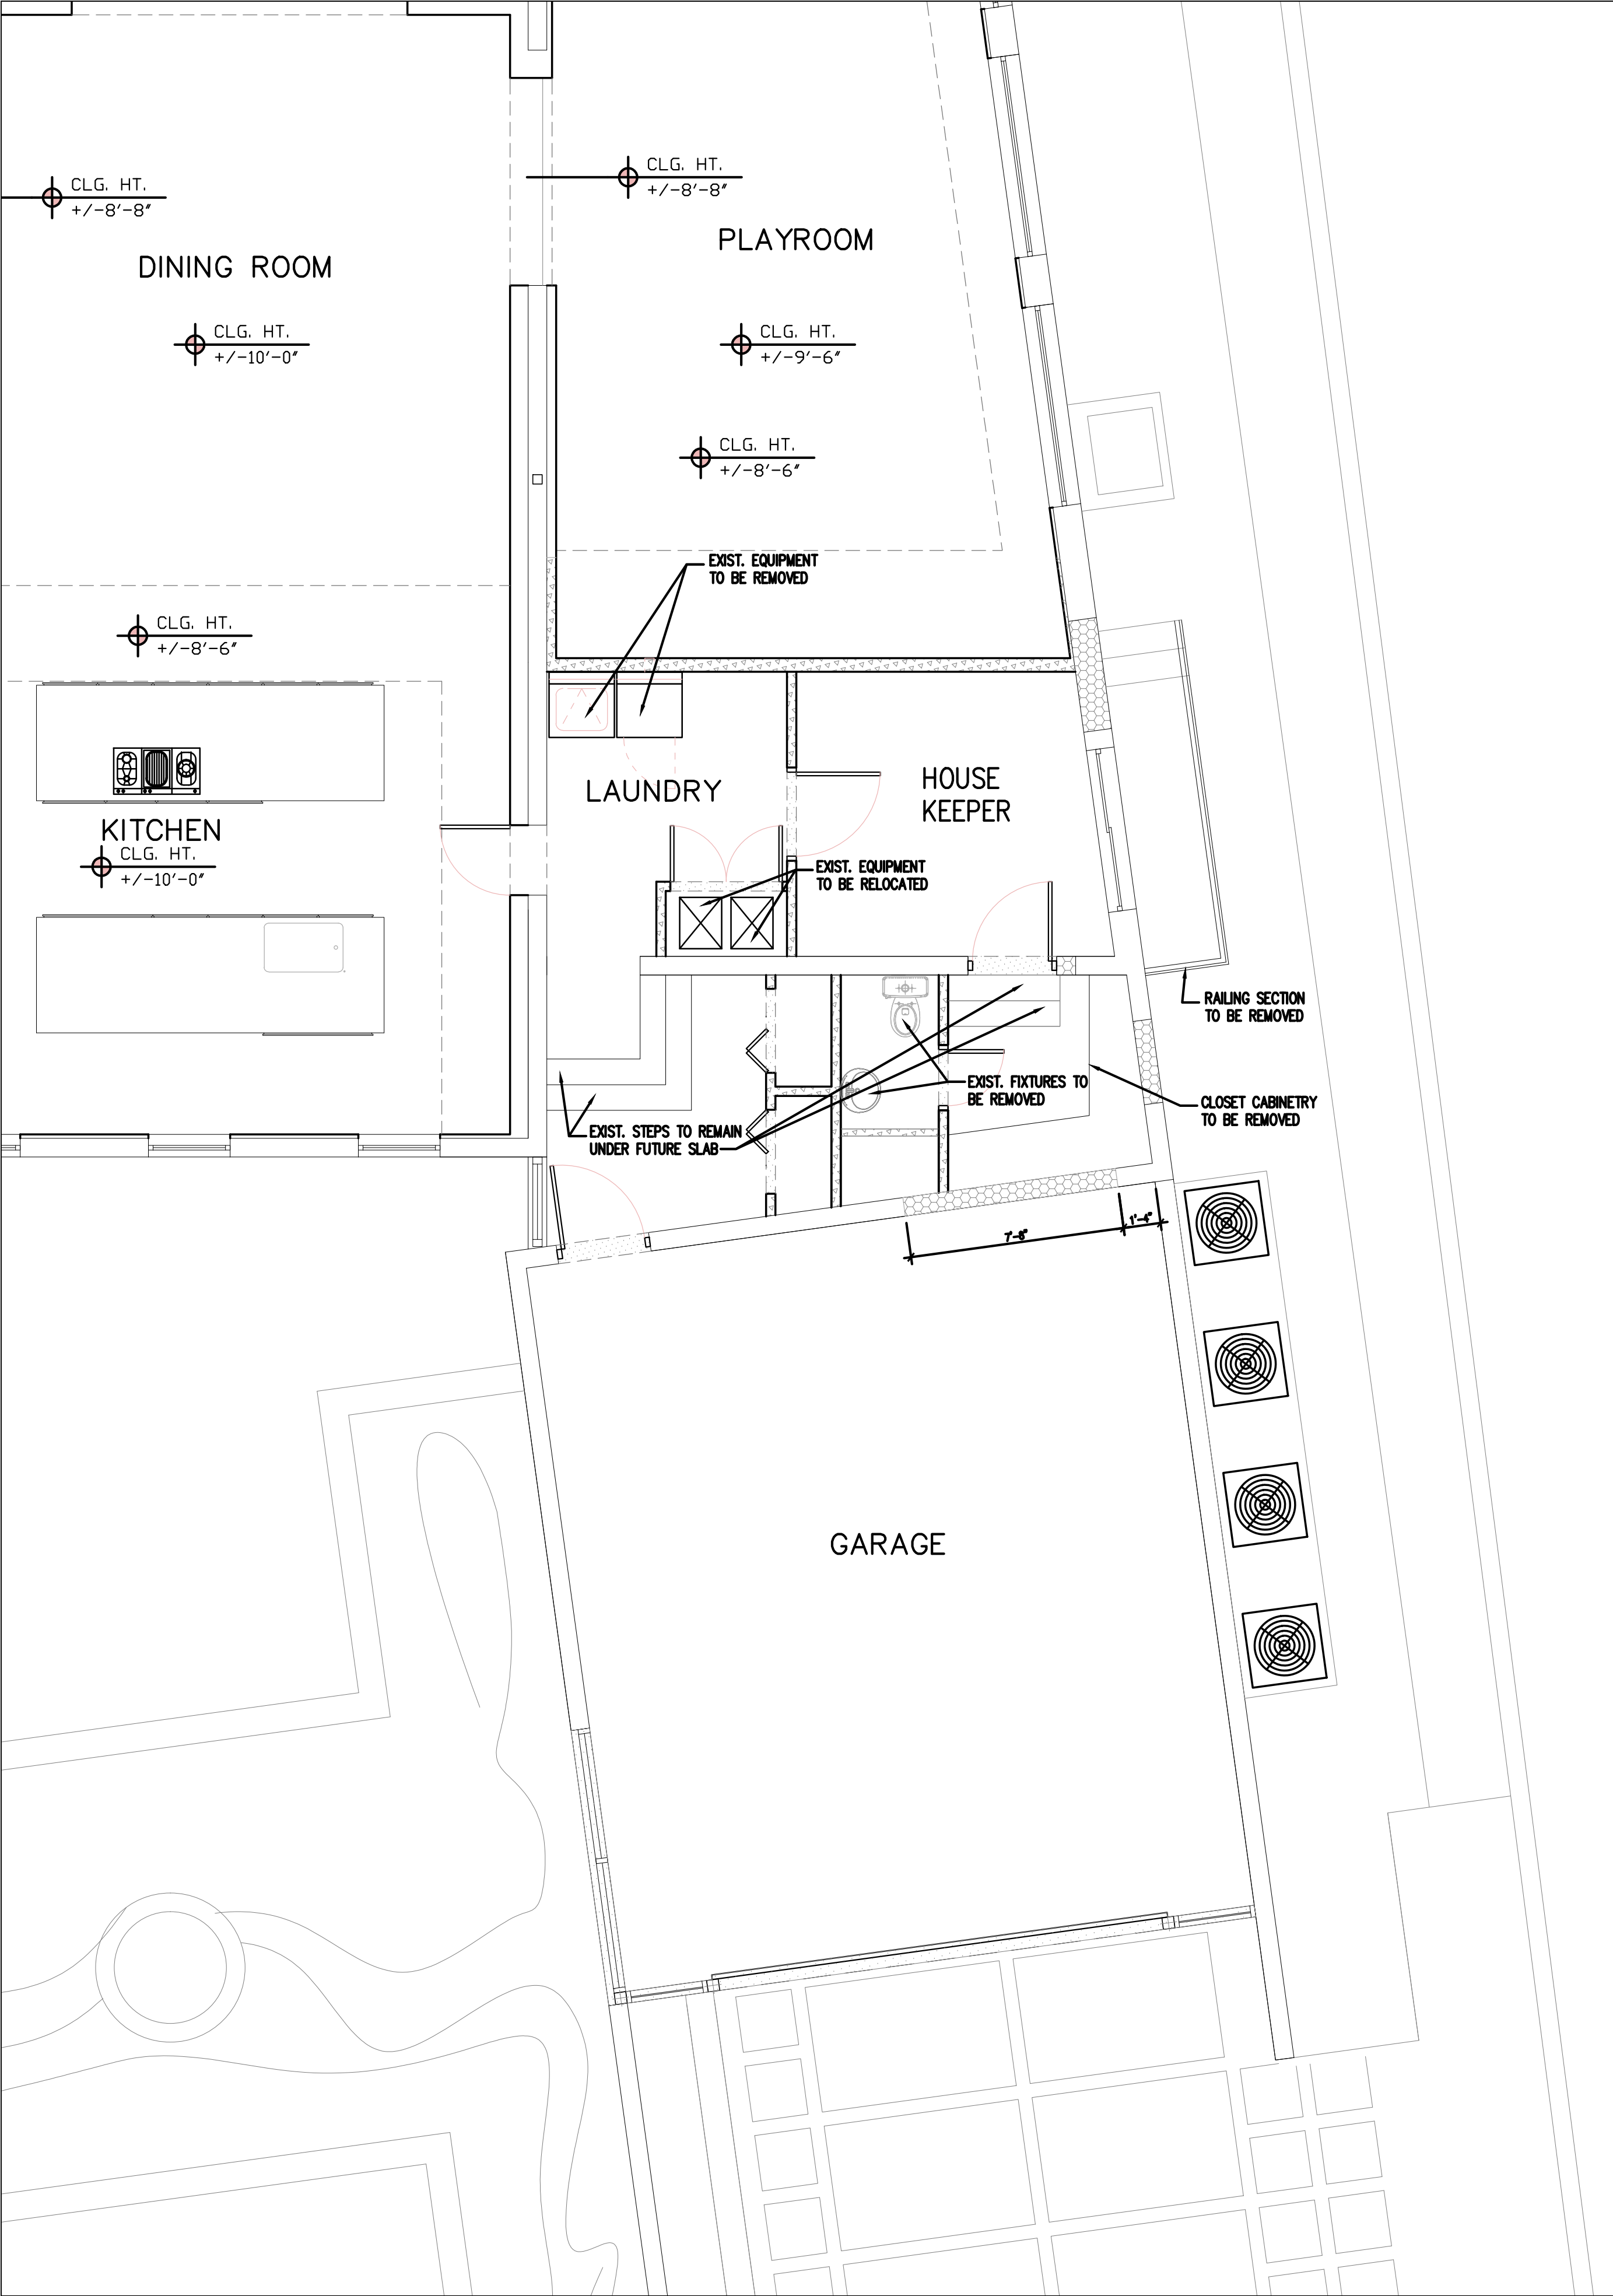 CLG. HT.
+/-8'-8"
CLG. HT.
+/-8'-8"
PLAYROOM
DINING ROOM
CLG. HT.
+/-10'-0"
CLG. HT.
+/-9'-6"
CLG. HT.
+/-8'-6"
EXIST. EQUIPMENT
TO BE REMOVED
CLG. HT.
+/-8'-6"
LAUNDRY
HOUSE
KEEPER
KITCHEN
CLG. HT.
+/-10'-0"
EXIST. EQUIPMENT
TO BE RELOCATED
RAILING SECTION
TO BE REMOVED
EXIST. FIXTURES TO
BE REMOVED
CLOSET CABINETRY
TO BE REMOVED
EXIST. STEPS TO REMAIN
UNDER FUTURE SLAB
7'-8"
1'-4"
GARAGE